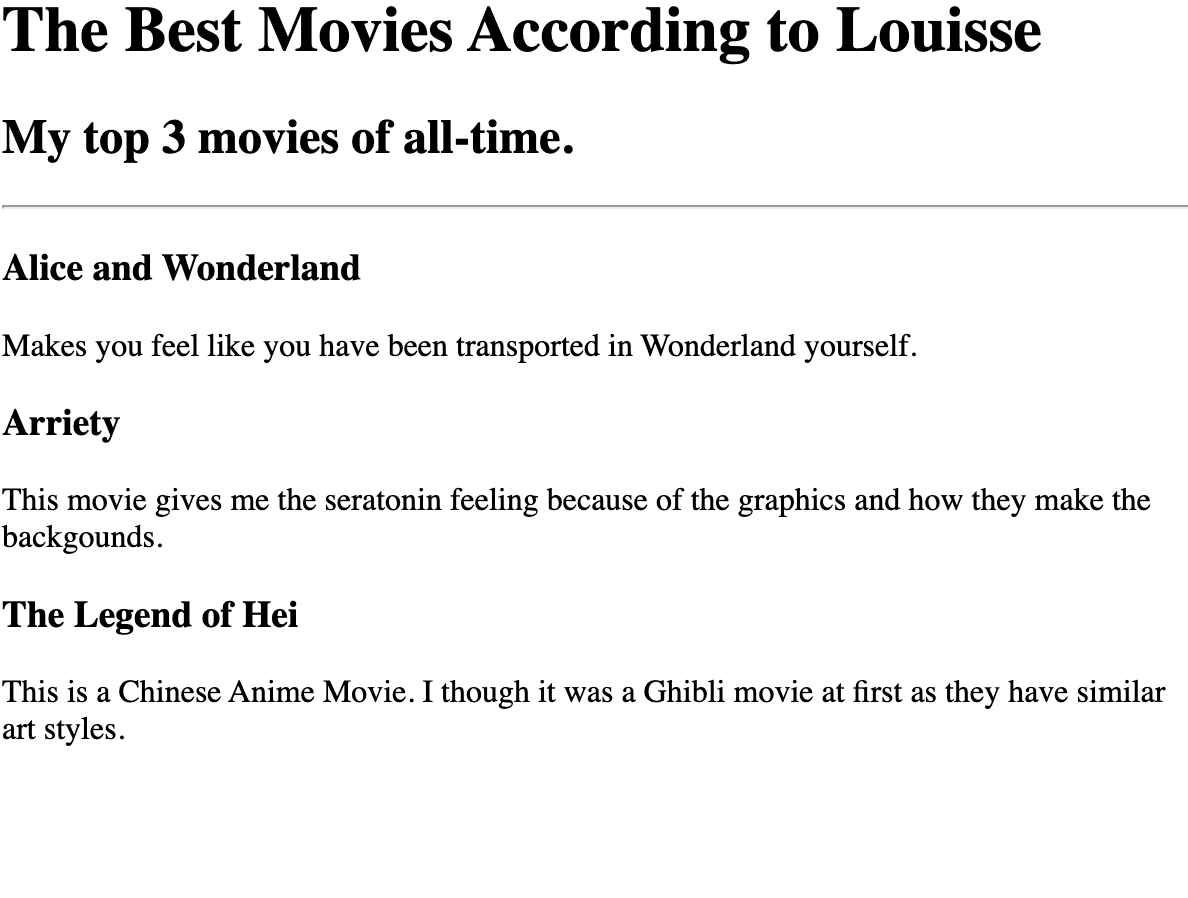 The Best Movies According to Louisse
My top 3 movies of all-time.
Alice and Wonderland
Makes you feel like you have been transported in Wonderland yourself.
Arriety
This movie gives me the seratonin feeling because of the graphics and how they make the
backgounds.
The Legend of Hei
This is a Chinese Anime Movie. I though it was a Ghibli movie at first as they have similar
art styles.